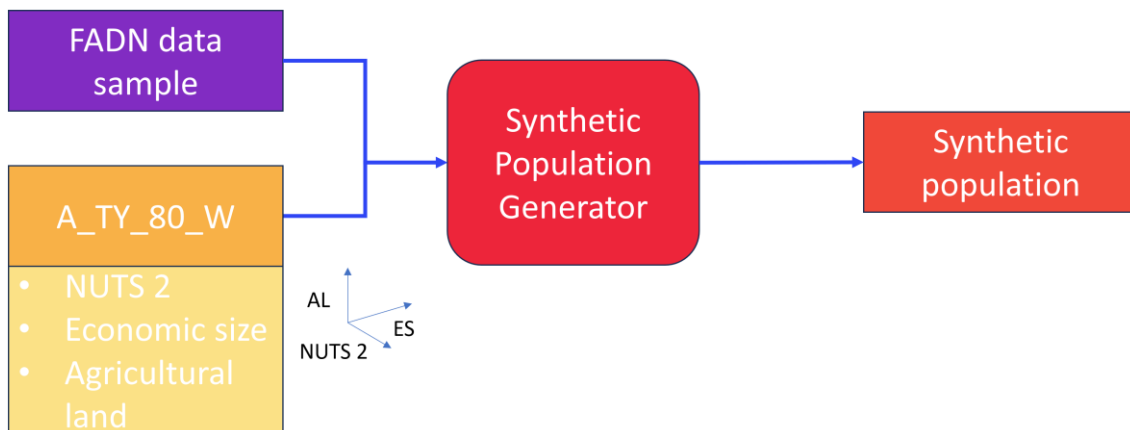 FADN data
sample
A_TY_80_W
• NUTS 2
• Economic size
• Agricultural
land
AL
ES
NUTS 2
Synthetic
Population
Generator
Synthetic
population